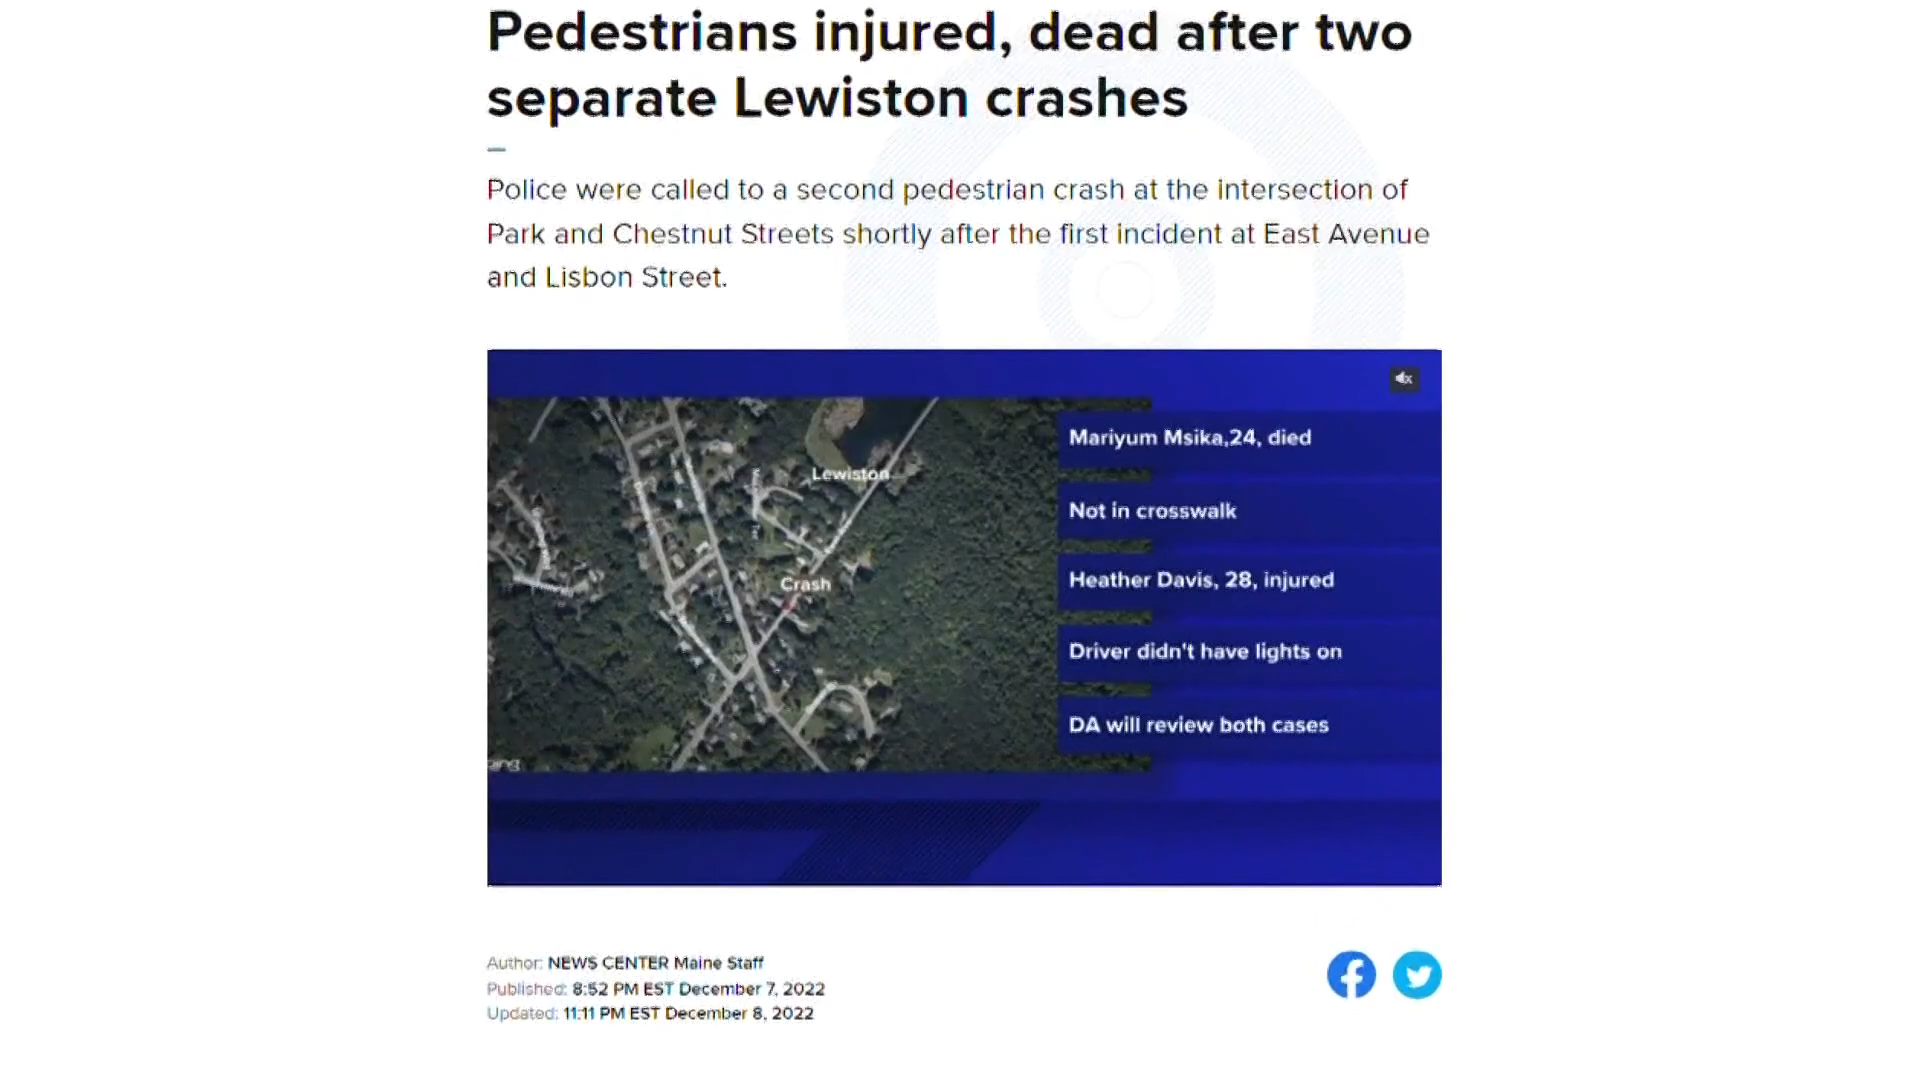 Pedestrians injured, dead after two
separate Lewiston crashes
Police were called to a second pedestrian crash at the intersection of
Park and Chestnut Streets shortly after the first incident at East Avenue
and Lisbon Street.
Mariyum Msika,24, died
Lewiston
Not in crosswalk
Crash
Heather Davis, 28, injured
Driver didn't have lights on
DA will review both cases
Author: NEWS CENTER Maine Staff
Published: 8:52 PM EST December 7, 2022
Updated: 11:11 PM EST December 8, 2022